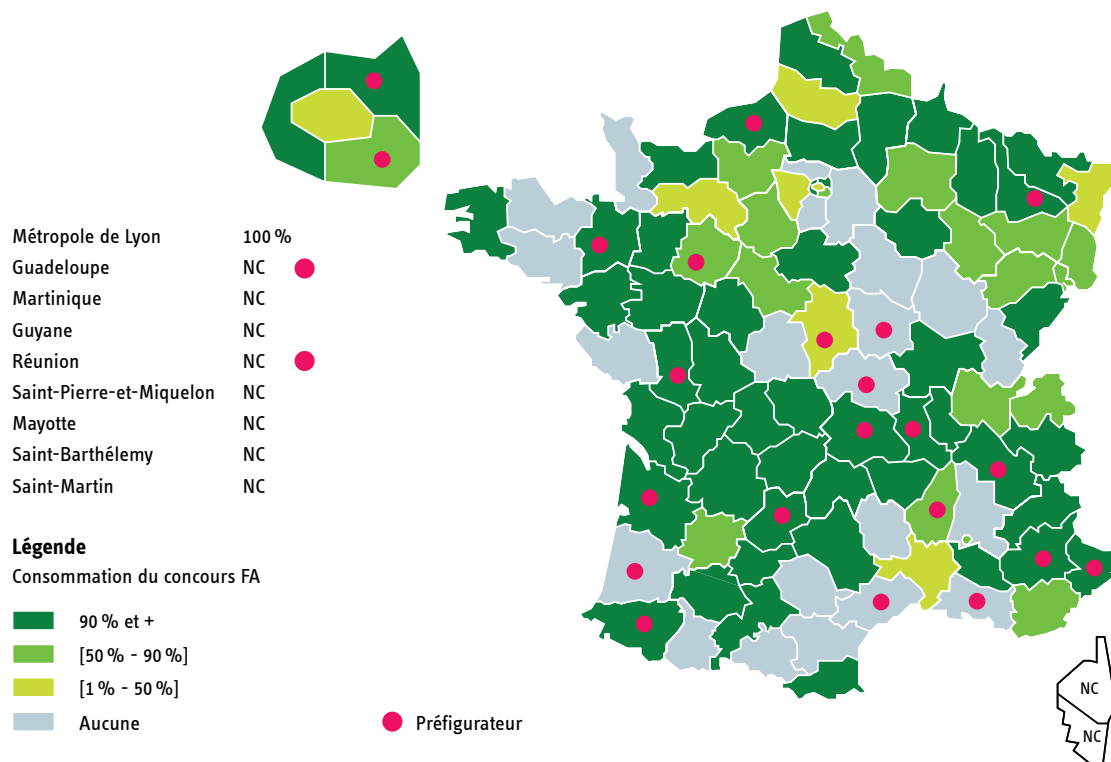 Métropole de Lyon 100 %
Guadeloupe NC
Martinique NC
Guyane NC
Réunion NC
Saint-Pierre-et-Miquelon NC
Mayotte NC
Saint-Barthélemy NC
Saint-Martin NC
Légende
Consommation du concours FA
90 % et +
[50 % - 90 %]
[1 % - 50 %]
Aucune
Préfigurateur
NC
NC